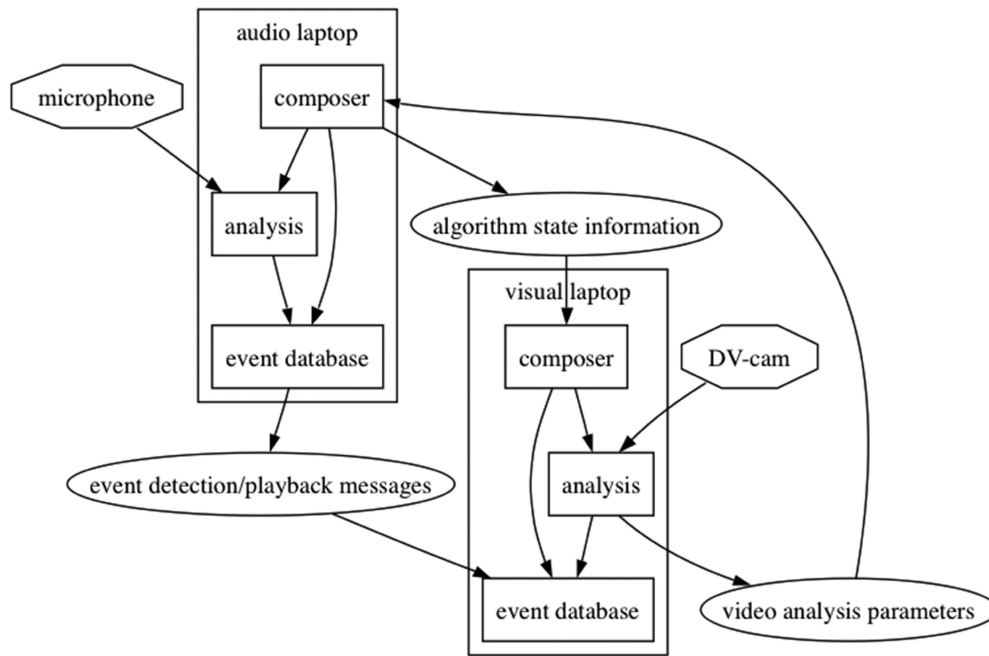 audio laptop
microphone
composer
analysis
algorithm state information
visual laptop
event database
composer
DV-cam
event detection/playback messages
analysis
event database
video analysis parameters